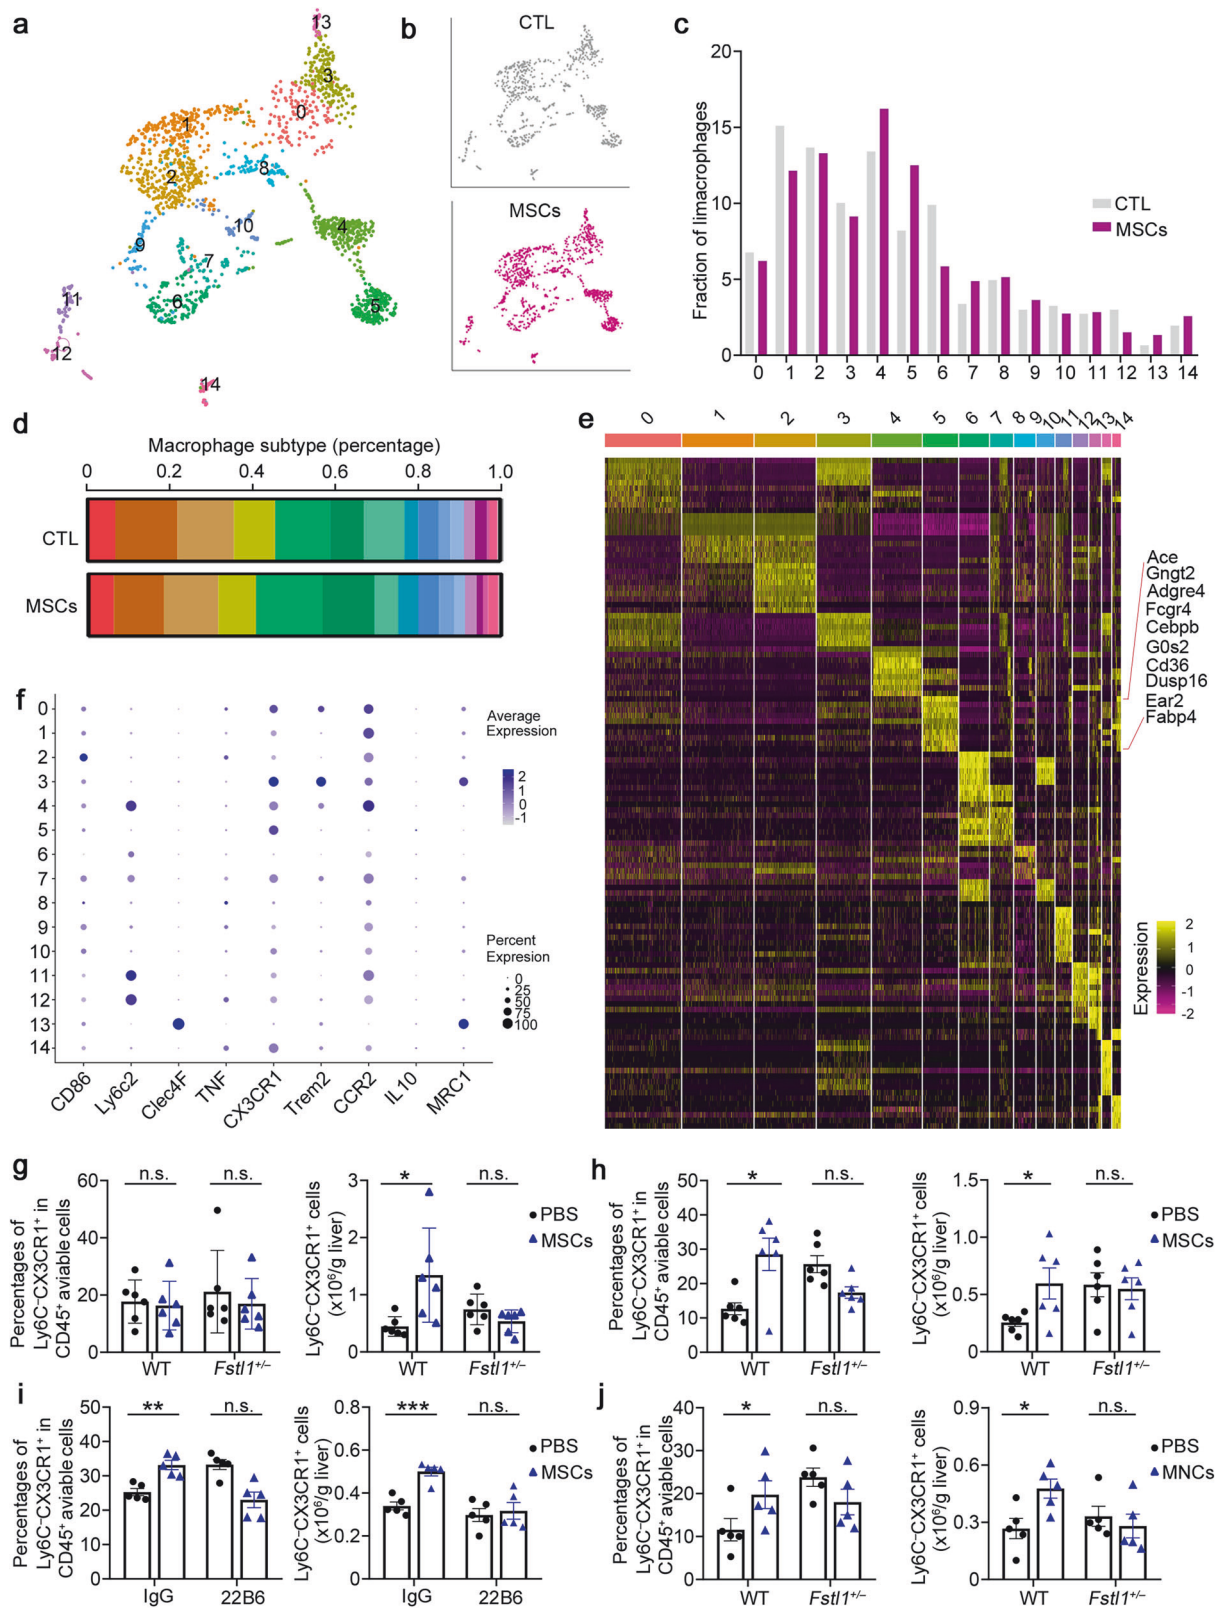 a
13
3
0
1
2
8
10
4
9
7
6
5
11
12
14
b
CTL
MSCs
c
Fraction of limacrophages
20
15
10
5
0
0 1 2 3 4 5 6 7 8 9 10 11 12 13 14
CTL
MSCs
d
Macrophage subtype (percentage)
0 0.2 0.4 0.6 0.8 1.0
CTL
MSCs
e
0 1 2 3 4 5 6 7 8 9 10 11 12 13 14
Ace
Gngt2
Adgre4
Fcgr4
Cebpb
G0s2
Cd36
Dusp16
Ear2
Fabp4
Expression
2
1
0
-1
-2
f
0
1
2
3
4
5
6
7
8
9
10
11
12
13
14
CD86 Ly6c2 Clec4F TNF CX3CR1 Trem2 CCR2 IL10 MRC1
Average
Expression
2
1
0
-1
Percent
Expresion
0
25
50
75
100
g
Percentages of
Ly6C⁻CX3CR1⁺ in
CD45⁺ aviable cells
60
40
20
0
n.s. n.s.
WT Fstl1⁺/⁻
Ly6C⁻CX3CR1⁺ cells
(x10⁶/g liver)
3
2
1
0
* n.s.
WT Fstl1⁺/⁻
PBS
MSCs
h
Percentages of
Ly6C⁻CX3CR1⁺ in
CD45⁺ aviable cells
50
40
30
20
10
0
* n.s.
WT Fstl1⁺/⁻
Ly6C⁻CX3CR1⁺ cells
(x10⁶/g liver)
1.5
1.0
0.5
0.0
* n.s.
WT Fstl1⁺/⁻
PBS
MSCs
i
Percentages of
Ly6C⁻CX3CR1⁺ in
CD45⁺ aviable cells
50
40
30
20
10
0
** n.s.
IgG 22B6
Ly6C⁻CX3CR1⁺ cells
(x10⁶/g liver)
0.8
0.6
0.4
0.2
0.0
*** n.s.
IgG 22B6
PBS
MSCs
j
Percentages of
Ly6C⁻CX3CR1⁺ in
CD45⁺ aviable cells
40
30
20
10
0
* n.s.
WT Fstl1⁺/⁻
Ly6C⁻CX3CR1⁺ cells
(x10⁶/g liver)
0.9
0.6
0.3
0.0
* n.s.
WT Fstl1⁺/⁻
PBS
MNCs